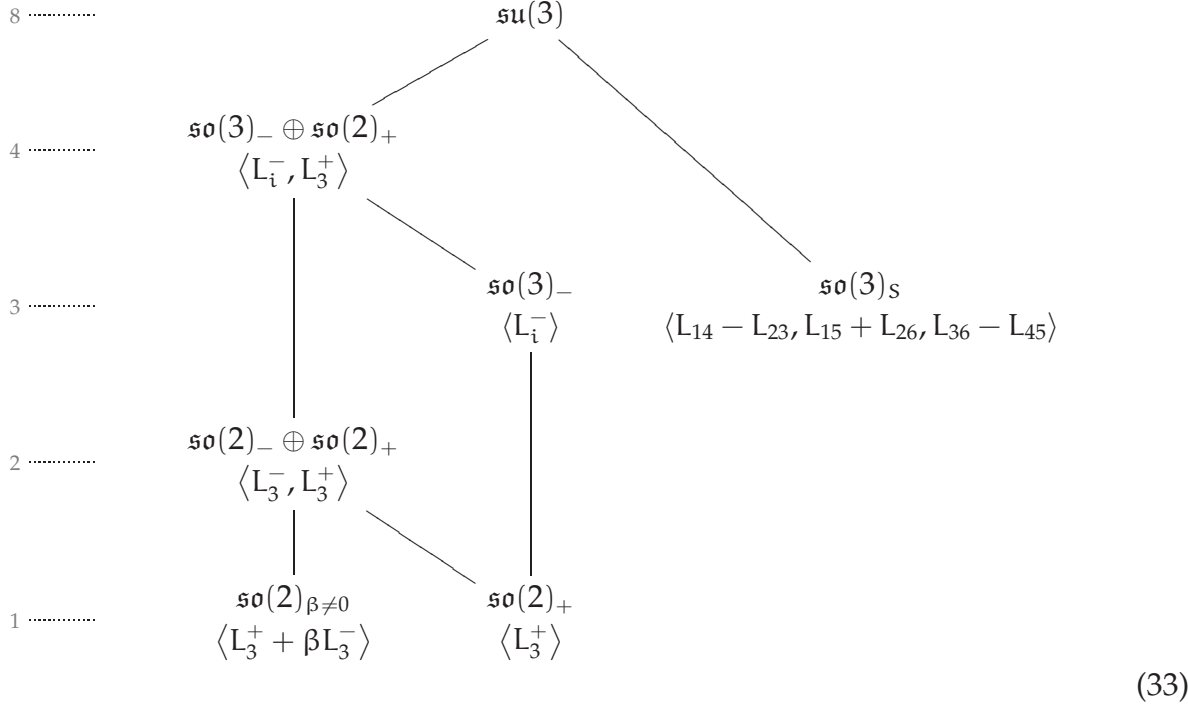 8 𝔰𝔲(3)
𝔰𝔬(3)₋ ⊕ 𝔰𝔬(2)₊
4
⟨L⁻ᵢ, L⁺₃⟩
𝔰𝔬(3)₋ 𝔰𝔬(3)_S
3
⟨L⁻ᵢ⟩ ⟨L₁₄ − L₂₃, L₁₅ + L₂₆, L₃₆ − L₄₅⟩
𝔰𝔬(2)₋ ⊕ 𝔰𝔬(2)₊
2
⟨L⁻₃, L⁺₃⟩
𝔰𝔬(2)_{β≠0} 𝔰𝔬(2)₊
1
⟨L⁺₃ + βL⁻₃⟩ ⟨L⁺₃⟩
(33)